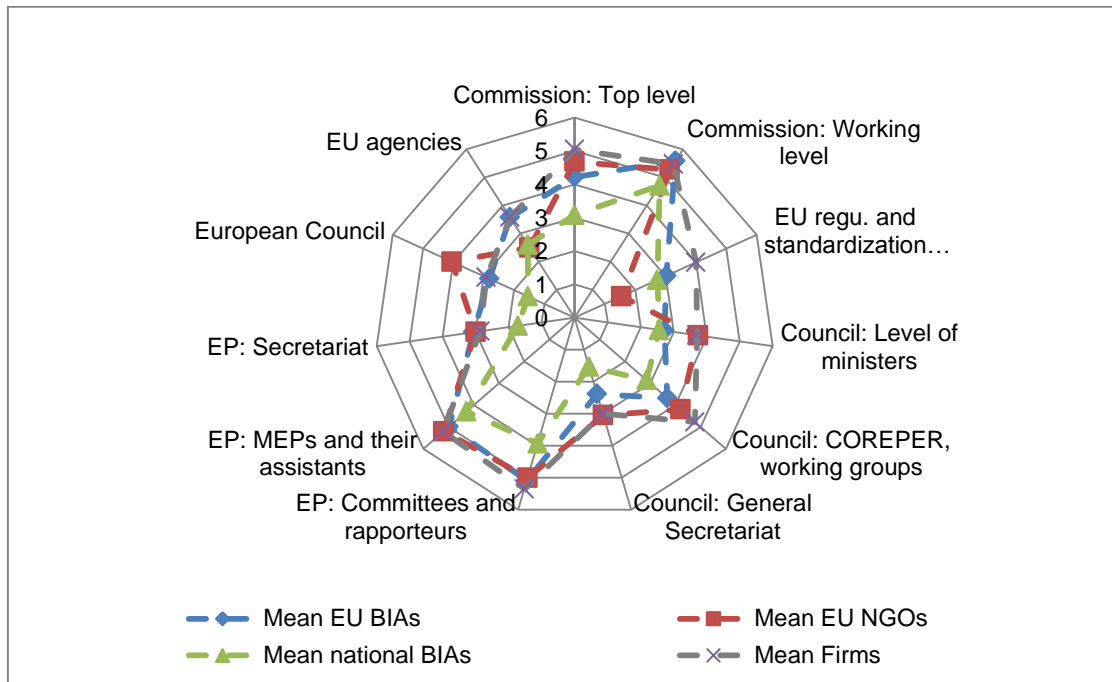 Commission: Top level
6
5
4
3
2
1
0
Commission: Working
level
EU regu. and
standardization…
Council: Level of
ministers
Council: COREPER,
working groups
Council: General
Secretariat
EP: Committees and
rapporteurs
EP: MEPs and their
assistants
EP: Secretariat
European Council
EU agencies
Mean EU BIAs
Mean EU NGOs
Mean national BIAs
Mean Firms